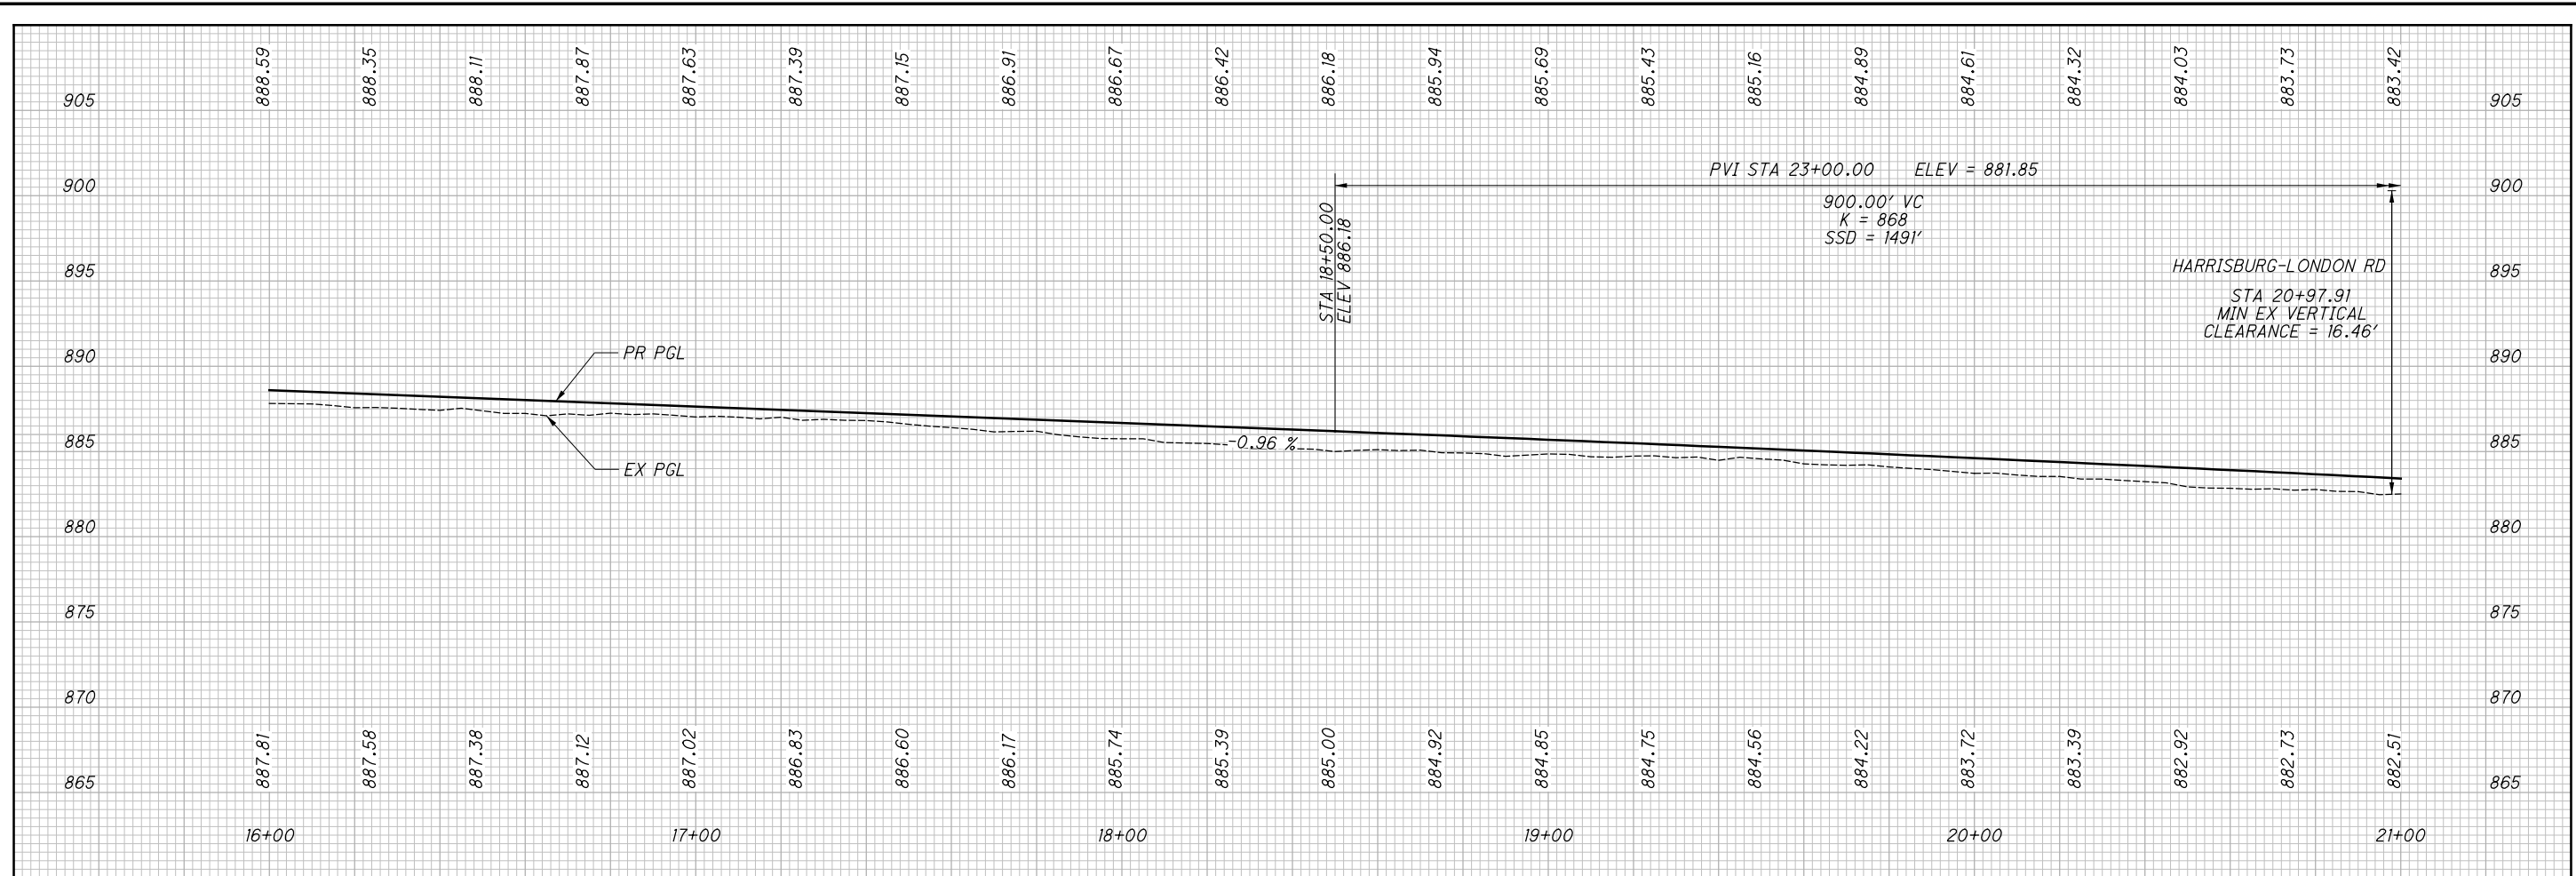 888.59 888.35 888.11 887.87 887.63 887.39 887.15 886.91 886.67 886.42 886.18 885.94 885.69 885.43 885.16 884.89 884.61 884.32 884.03 883.73 883.42
905 905
PVI STA 23+00.00 ELEV = 881.85
900 900
900.00' VC
K = 868
SSD = 1491'
STA 18+50.00
ELEV 886.18
HARRISBURG-LONDON RD
895 895
STA 20+97.91
MIN EX VERTICAL
CLEARANCE = 16.46'
PR PGL
890 890
885 -0.96 % 885
EX PGL
880 880
875 875
870 870
887.81 887.58 887.38 887.12 887.02 886.83 886.60 886.17 885.74 885.39 885.00 884.92 884.85 884.75 884.56 884.22 883.72 883.39 882.92 882.73 882.51
865 865
16+00 17+00 18+00 19+00 20+00 21+00